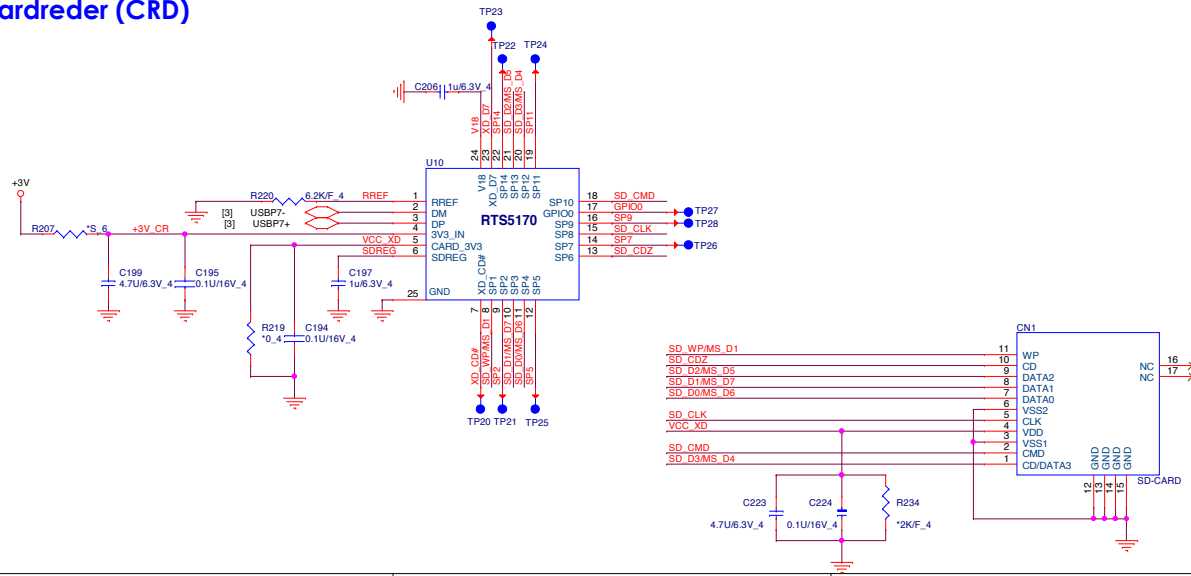 ardreder (CRD)
TP23
TP22
TP24
C206
1u/6.3V_4
V18
XD_D7
SP14
SD_D2/MS_D5
SD_D3/MS_D4
SP11
24
23
22
21
20
19
U10
V18
XD_D7
SP14
SP13
SP12
SP11
+3V
R220
6.2K/F_4
RREF
1
RREF
[3]
USBP7-
2
DM
[3]
USBP7+
3
DP
R207
*S_6
+3V_CR
4
3V3_IN
VCC_XD
5
CARD_3V3
SDREG
6
SDREG
RTS5170
SP10
18
SD_CMD
GPIO0
17
GPIO0
TP27
SP9
16
SP9
TP28
SP8
15
SD_CLK
SP7
14
SP7
TP26
SP6
13
SD_CDZ
C199
4.7U/6.3V_4
C195
0.1U/16V_4
C197
1u/6.3V_4
25
GND
XD_CD#
SP1
SP2
SP3
SP4
SP5
7
8
9
10
11
12
R219
*0_4
C194
0.1U/16V_4
XD_CD#
SD_WP/MS_D1
SP2
SD_D1/MS_D7
SD_D0/MS_D6
SP5
TP20
TP21
TP25
CN1
SD_WP/MS_D1
11
WP
SD_CDZ
10
CD
SD_D2/MS_D5
9
DATA2
SD_D1/MS_D7
8
DATA1
SD_D0/MS_D6
7
DATA0
6
VSS2
SD_CLK
5
CLK
VCC_XD
4
VDD
3
VSS1
SD_CMD
2
CMD
SD_D3/MS_D4
1
CD/DATA3
NC
16
NC
17
GND
GND
GND
GND
12
13
14
15
SD-CARD
C223
4.7U/6.3V_4
C224
0.1U/16V_4
R234
*2K/F_4